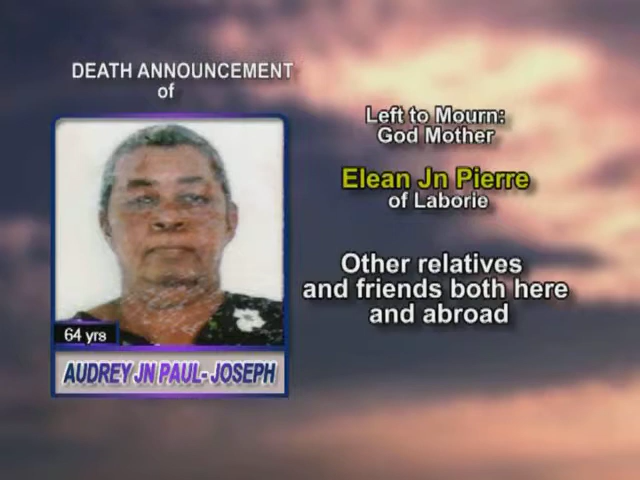 DEATH ANNOUNCEMENT
of
64 yrs
AUDREY JN PAUL- JOSEPH
Left to Mourn:
God Mother
Elean Jn Pierre
of Laborie
Other relatives
and friends both here
and abroad